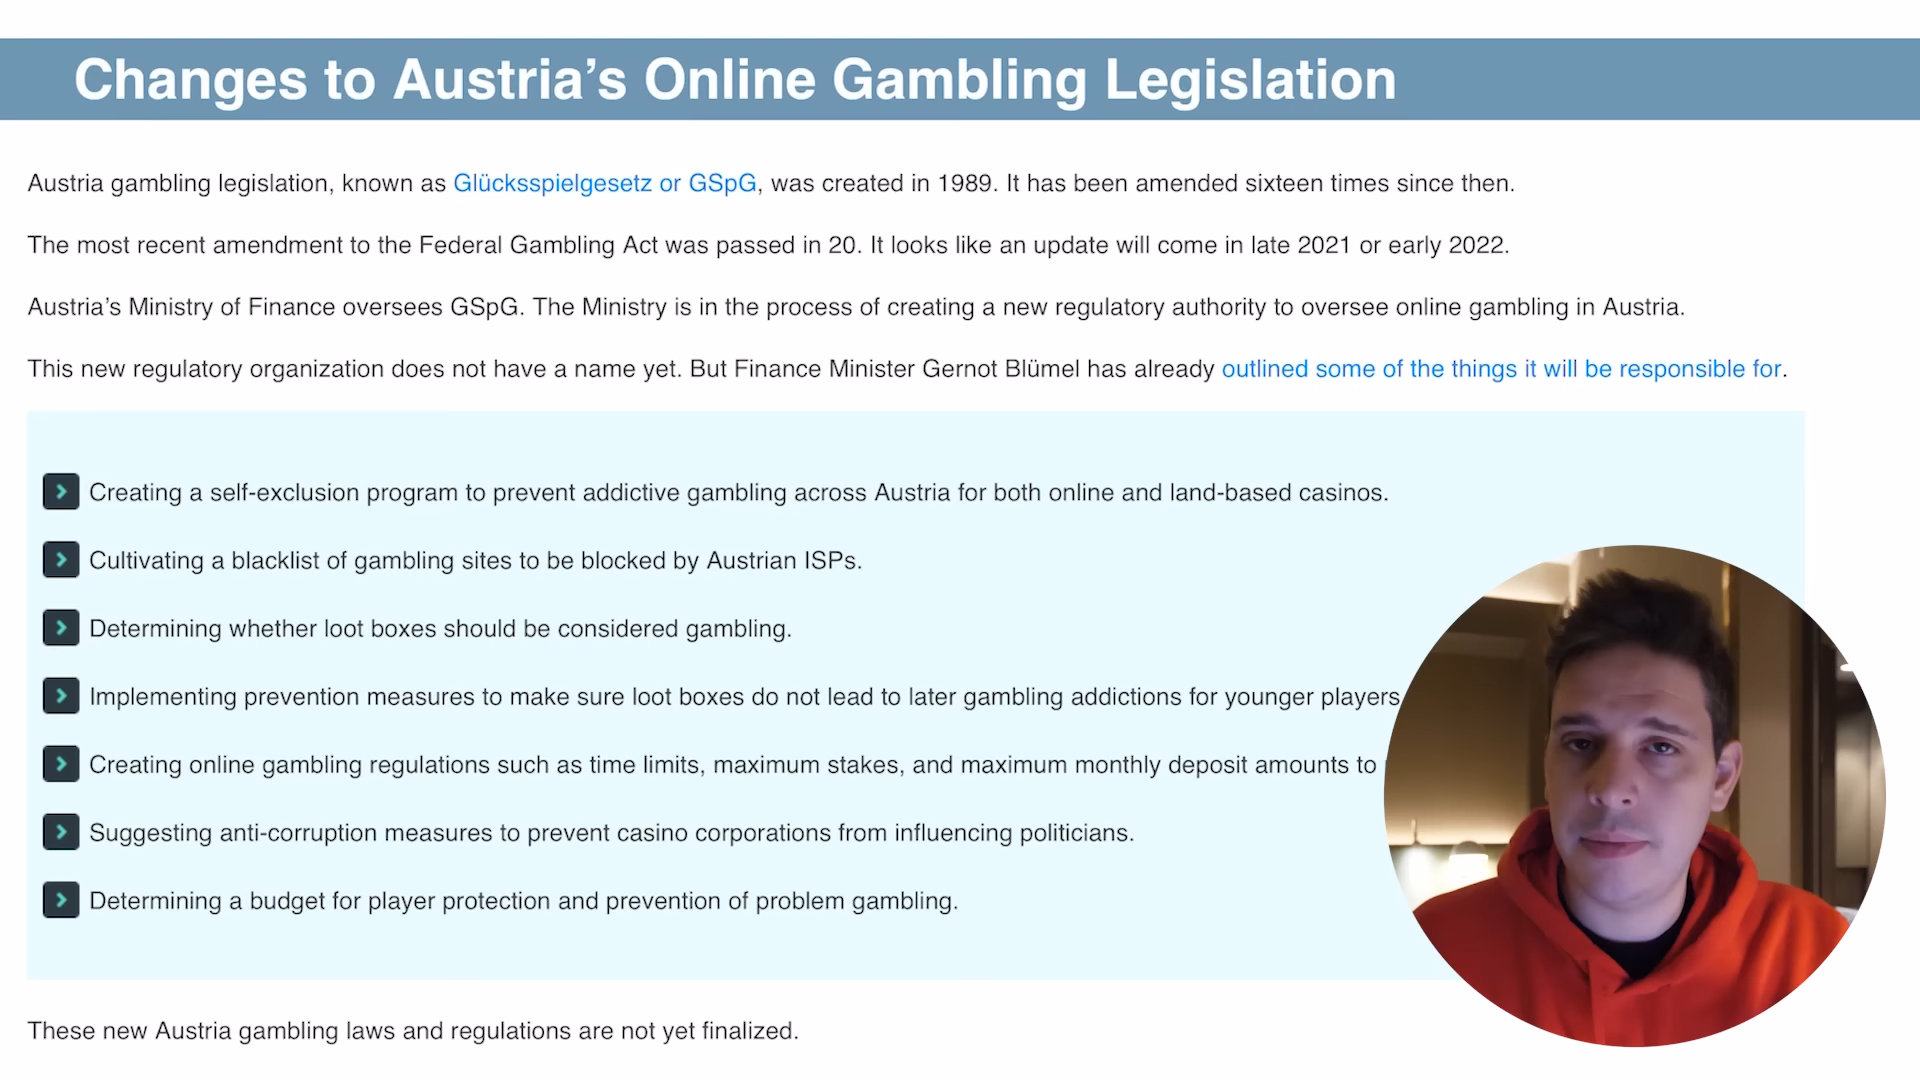 Changes to Austria’s Online Gambling Legislation
Austria gambling legislation, known as Glücksspielgesetz or GSpG, was created in 1989. It has been amended sixteen times since then.
The most recent amendment to the Federal Gambling Act was passed in 20. It looks like an update will come in late 2021 or early 2022.
Austria’s Ministry of Finance oversees GSpG. The Ministry is in the process of creating a new regulatory authority to oversee online gambling in Austria.
This new regulatory organization does not have a name yet. But Finance Minister Gernot Blümel has already outlined some of the things it will be responsible for.
Creating a self-exclusion program to prevent addictive gambling across Austria for both online and land-based casinos.
Cultivating a blacklist of gambling sites to be blocked by Austrian ISPs.
Determining whether loot boxes should be considered gambling.
Implementing prevention measures to make sure loot boxes do not lead to later gambling addictions for younger players
Creating online gambling regulations such as time limits, maximum stakes, and maximum monthly deposit amounts to
Suggesting anti-corruption measures to prevent casino corporations from influencing politicians.
Determining a budget for player protection and prevention of problem gambling.
These new Austria gambling laws and regulations are not yet finalized.